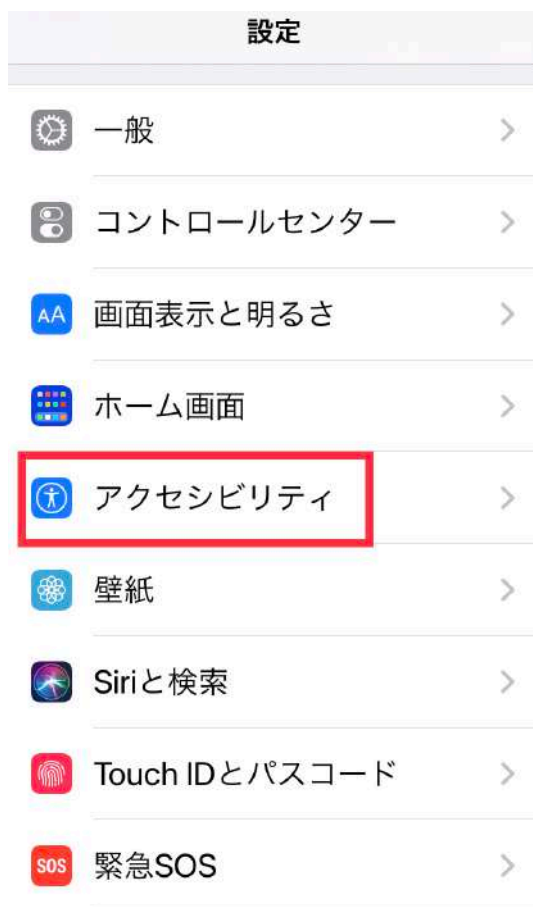 設定
一般
コントロールセンター
AA 画面表示と明るさ
ホーム画面
アクセシビリティ
壁紙
Siriと検索
Touch IDとパスコード
SOS 緊急SOS